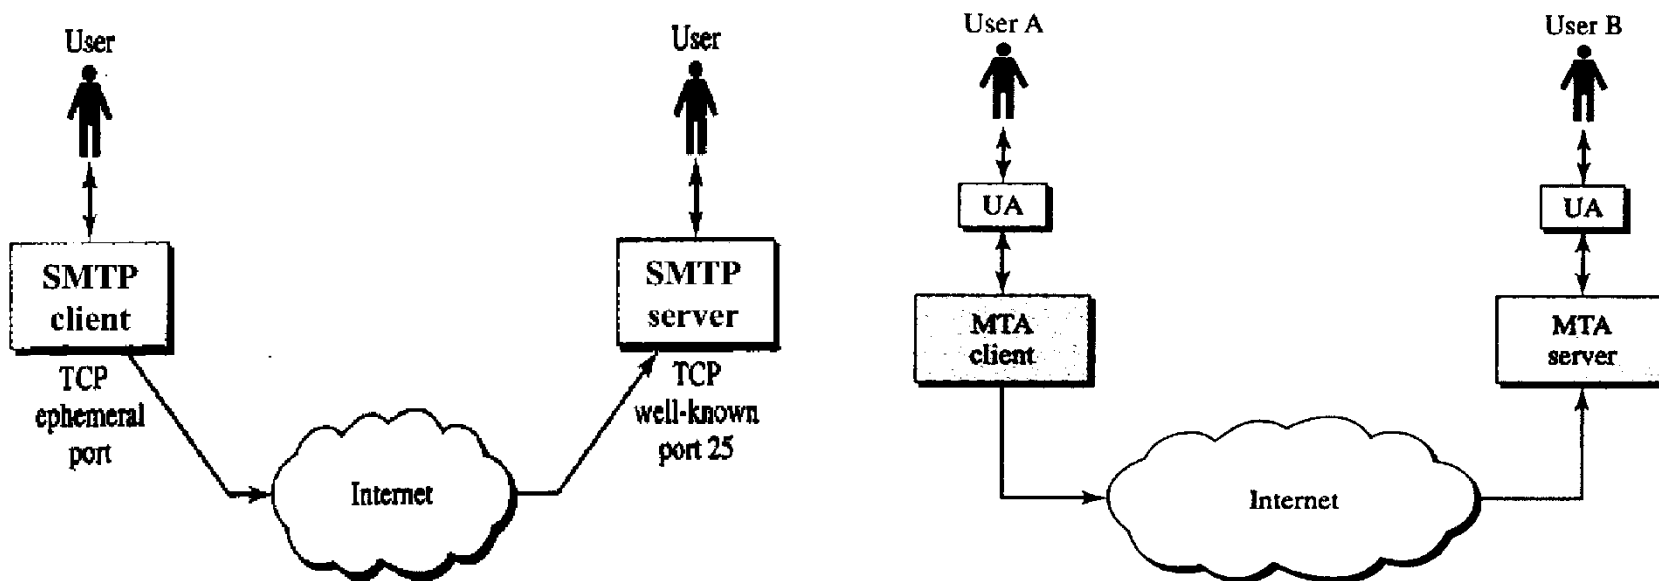 User
User
SMTP
client
SMTP
server
TCP
ephemeral
port
TCP
well-known
port 25
Internet
User A
User B
UA
UA
MTA
client
MTA
server
Internet